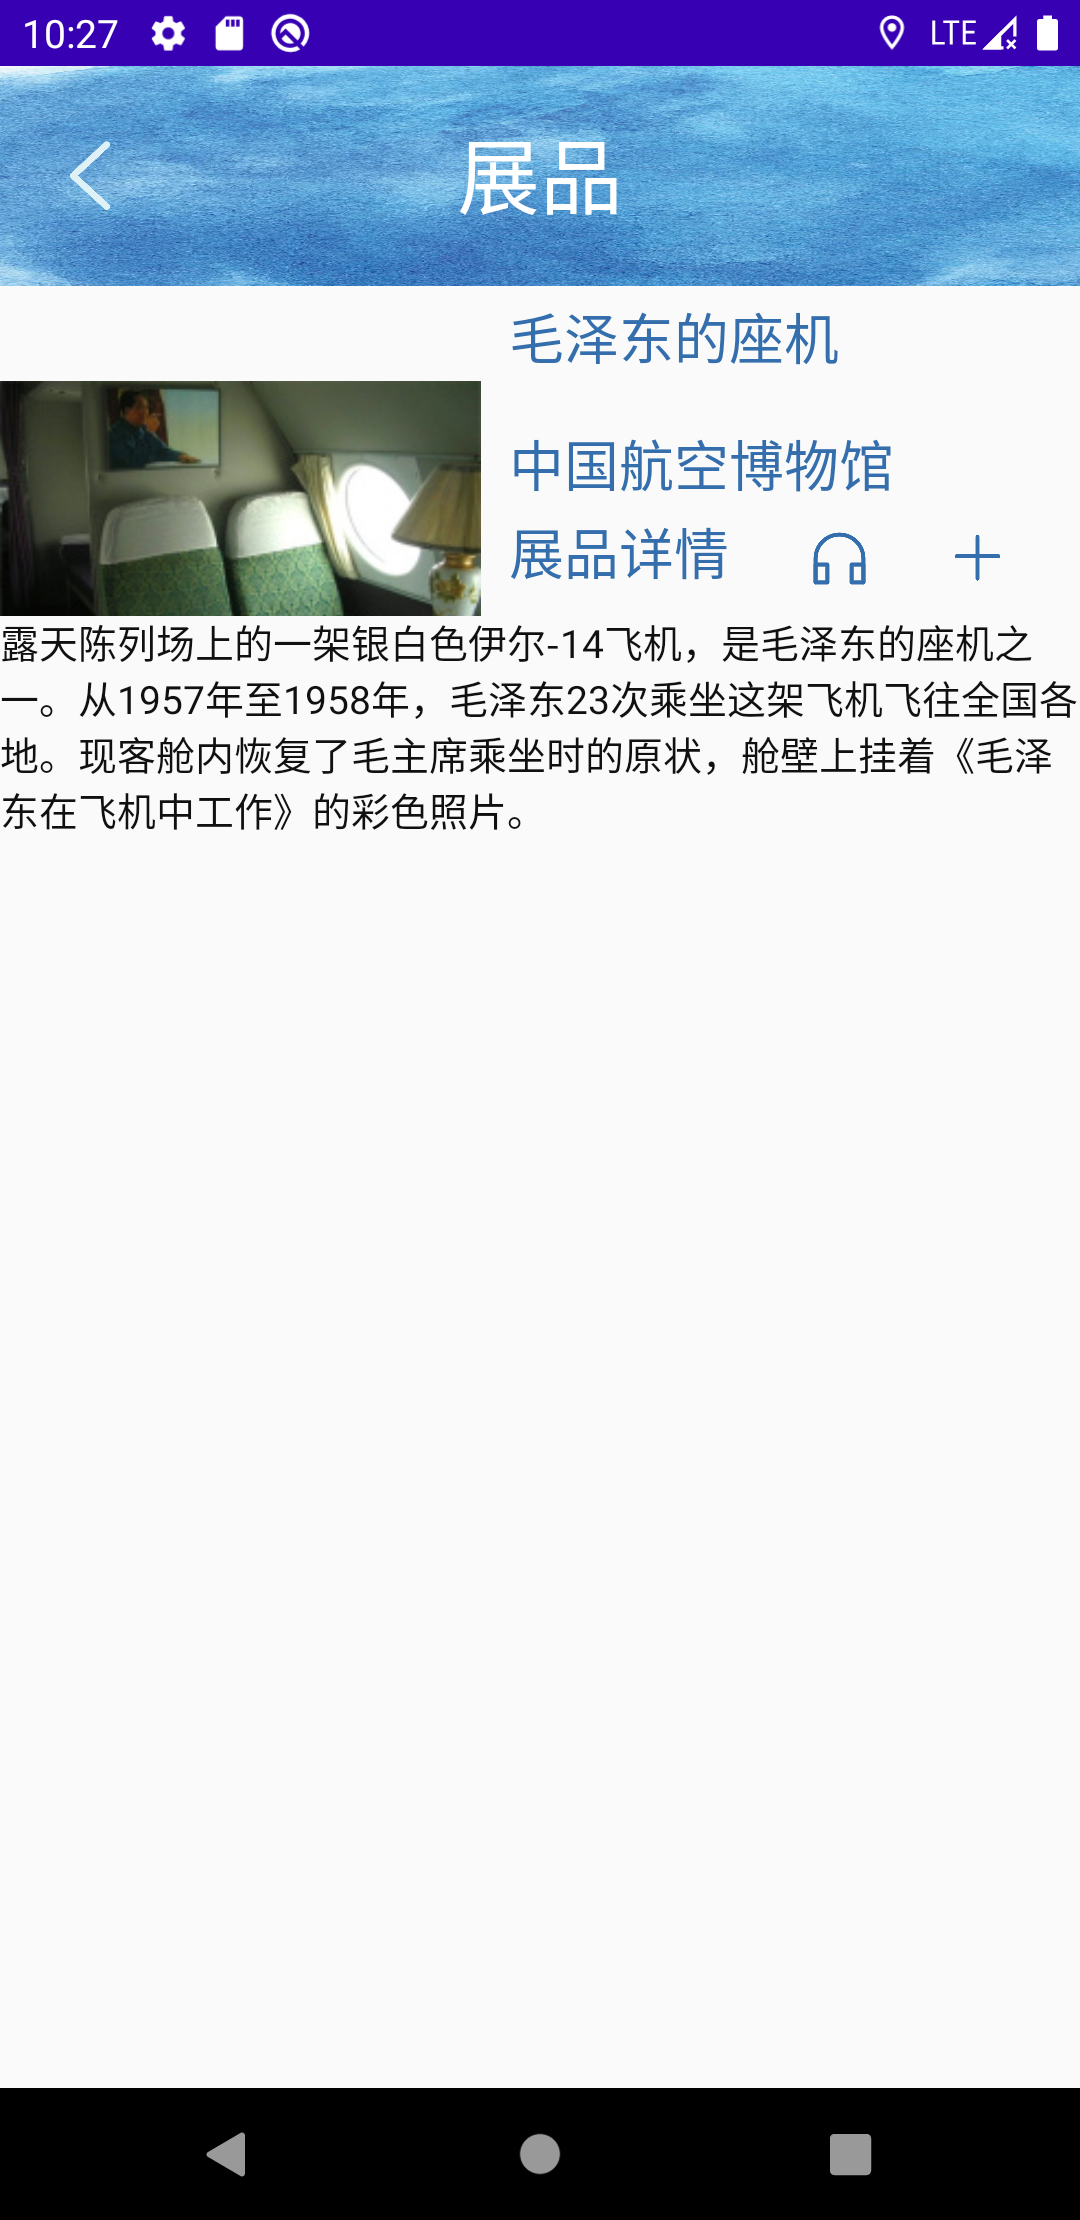 10:27
LTE
展品
毛泽东的座机
中国航空博物馆
展品详情
露天陈列场上的一架银白色伊尔-14飞机，是毛泽东的座机之
一。从1957年至1958年，毛泽东23次乘坐这架飞机飞往全国各
地。现客舱内恢复了毛主席乘坐时的原状，舱壁上挂着《毛泽
东在飞机中工作》的彩色照片。